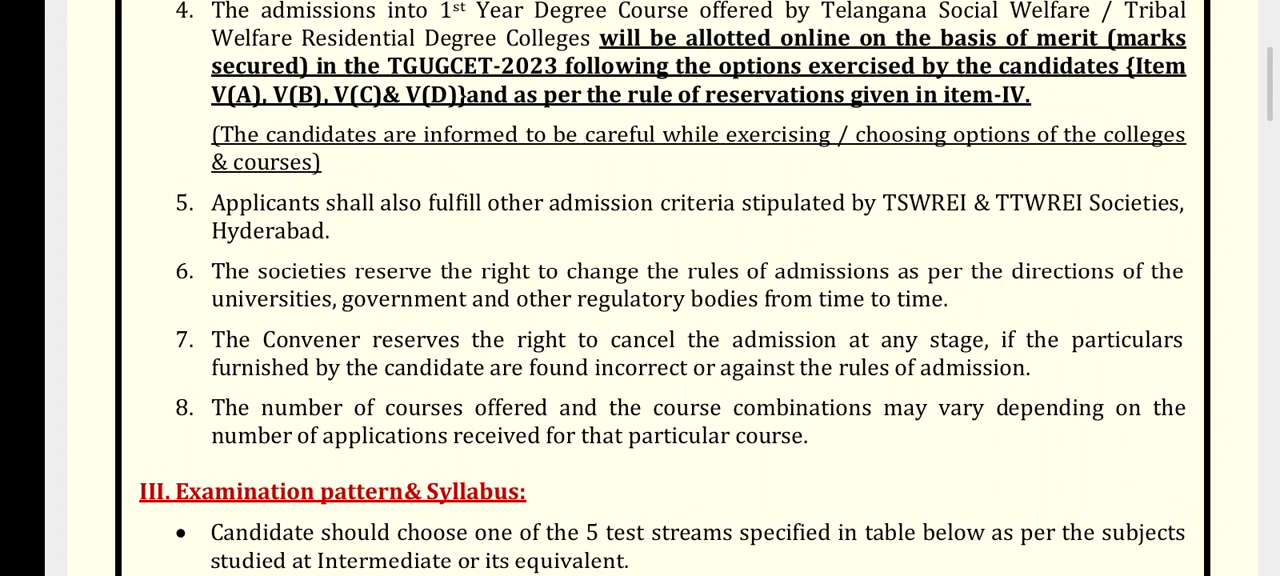 4. The admissions into 1st Year Degree Course offered by Telangana Social Welfare / Tribal
Welfare Residential Degree Colleges will be allotted online on the basis of merit (marks
secured) in the TGUGCET-2023 following the options exercised by the candidates {Item
V(A), V(B), V(C)& V(D)}and as per the rule of reservations given in item-IV.
(The candidates are informed to be careful while exercising / choosing options of the colleges
& courses)
5. Applicants shall also fulfill other admission criteria stipulated by TSWREI & TTWREI Societies,
Hyderabad.
6. The societies reserve the right to change the rules of admissions as per the directions of the
universities, government and other regulatory bodies from time to time.
7. The Convener reserves the right to cancel the admission at any stage, if the particulars
furnished by the candidate are found incorrect or against the rules of admission.
8. The number of courses offered and the course combinations may vary depending on the
number of applications received for that particular course.
III. Examination pattern& Syllabus:
• Candidate should choose one of the 5 test streams specified in table below as per the subjects
studied at Intermediate or its equivalent.